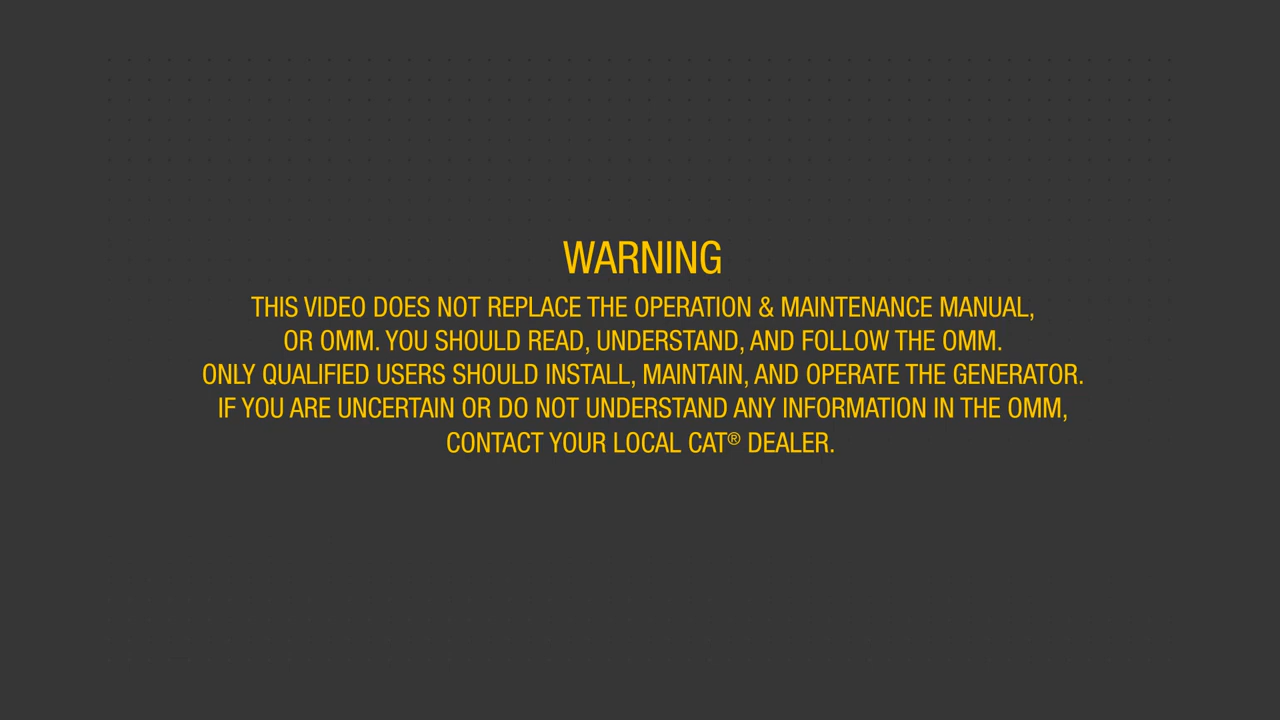 WARNING
THIS VIDEO DOES NOT REPLACE THE OPERATION & MAINTENANCE MANUAL,
OR OMM. YOU SHOULD READ, UNDERSTAND, AND FOLLOW THE OMM.
ONLY QUALIFIED USERS SHOULD INSTALL, MAINTAIN, AND OPERATE THE GENERATOR.
IF YOU ARE UNCERTAIN OR DO NOT UNDERSTAND ANY INFORMATION IN THE OMM,
CONTACT YOUR LOCAL CAT® DEALER.